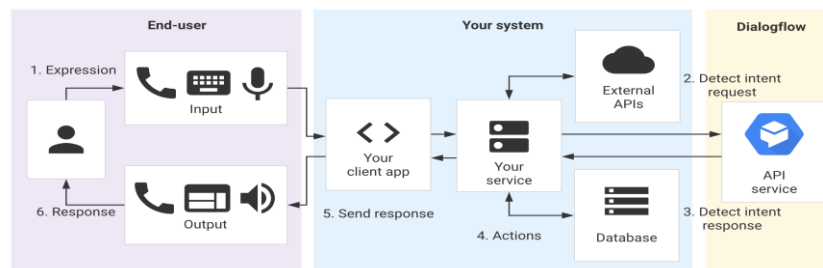 End-user
Your system
Dialogflow
1. Expression
Input
6. Response
Output
Your
client app
5. Send response
Your
service
4. Actions
External
APIs
Database
2. Detect intent
request
API
service
3. Detect intent
response